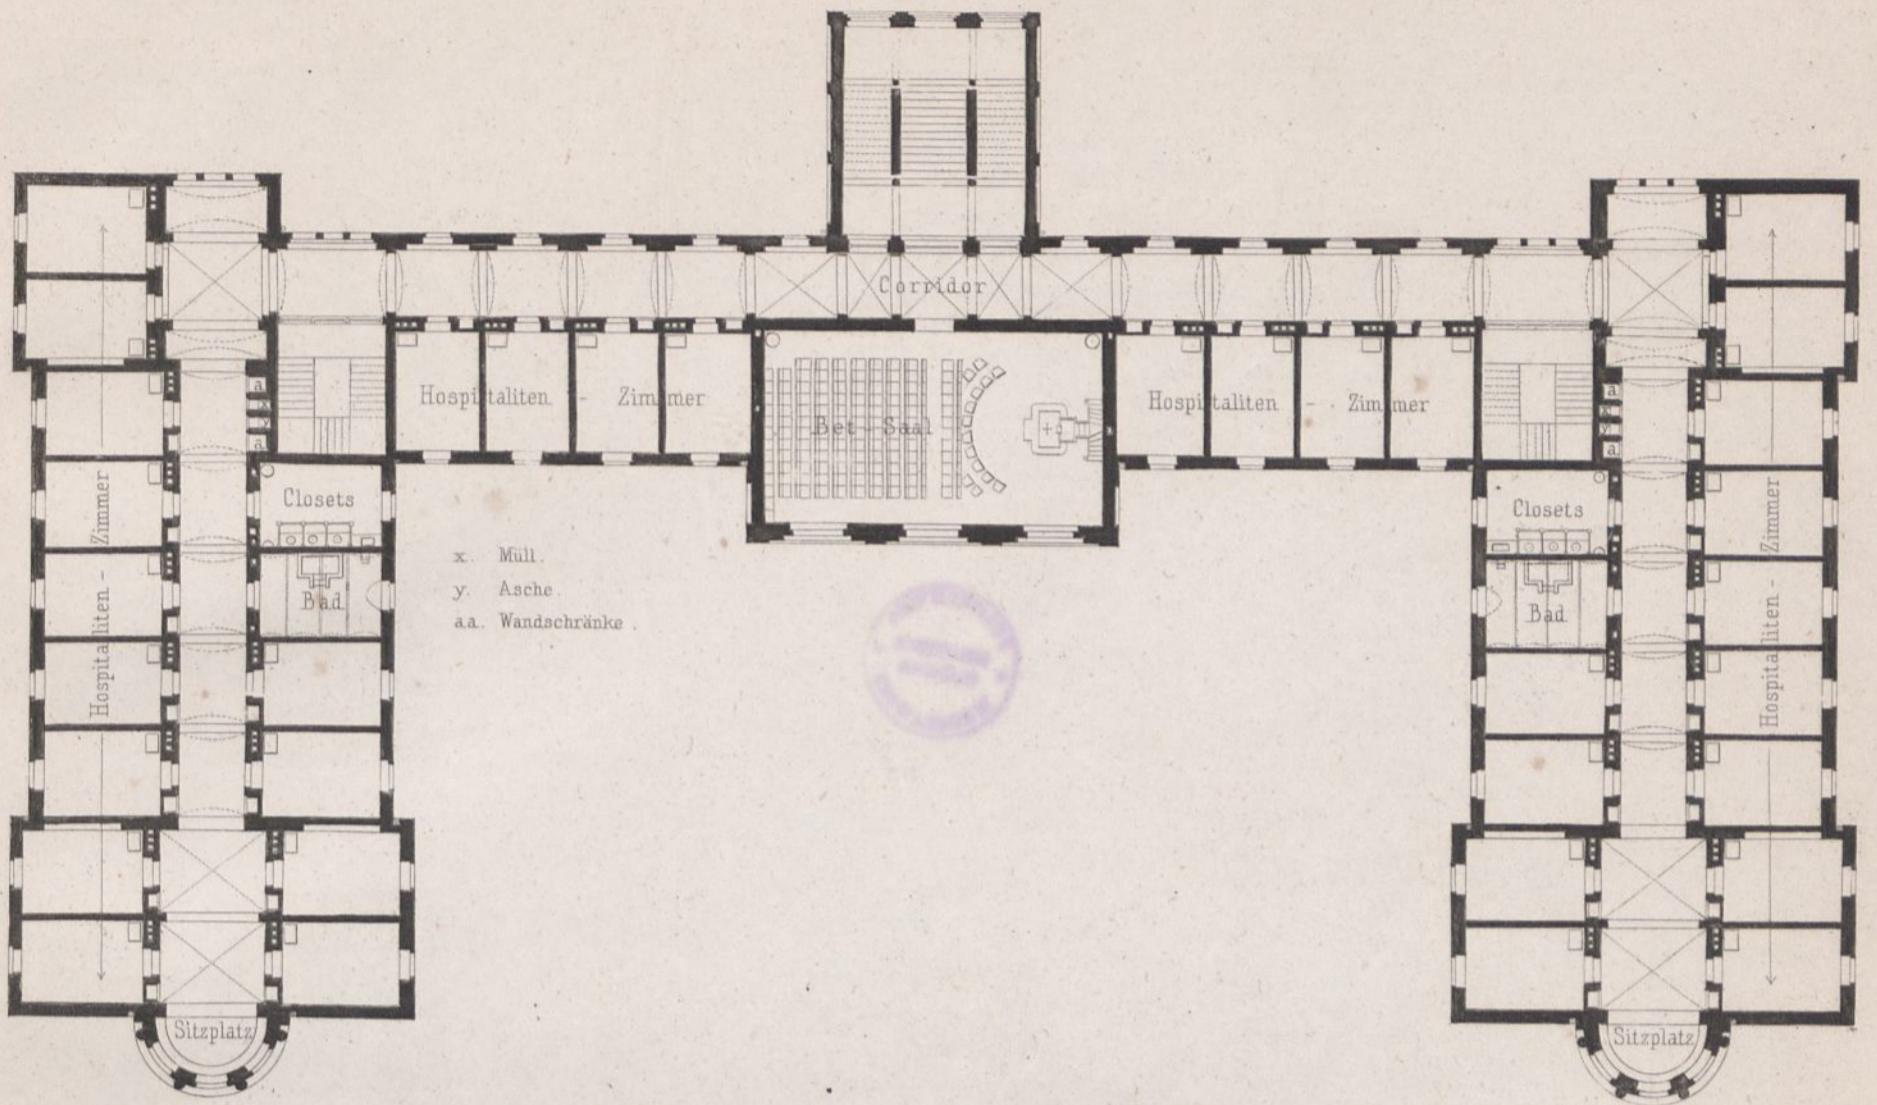 Corridor
Hospitaliten - Zimmer
Bet-Saal
Hospitaliten - Zimmer
a
x
y
a
a
x
y
a
Closets
Bad
Hospitaliten - Zimmer
x. Müll.
y. Asche.
a.a. Wandschränke.
Closets
Bad
Hospitaliten - Zimmer
Sitzplatz
Sitzplatz